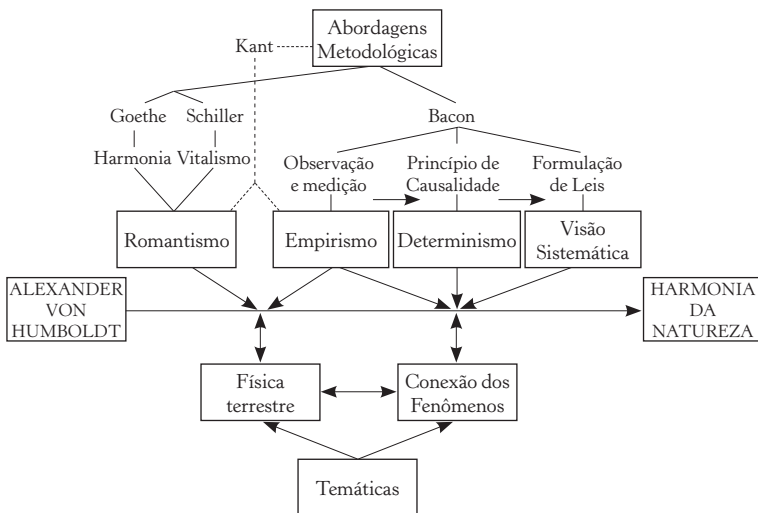 Abordagens
Metodológicas
Kant
Goethe
Schiller
Bacon
Harmonia
Vitalismo
Observação
e medição
Princípio de
Causalidade
Formulação
de Leis
Romantismo
Empirismo
Determinismo
Visão
Sistemática
ALEXANDER
VON
HUMBOLDT
HARMONIA
DA
NATUREZA
Física
terrestre
Conexão dos
Fenômenos
Temáticas